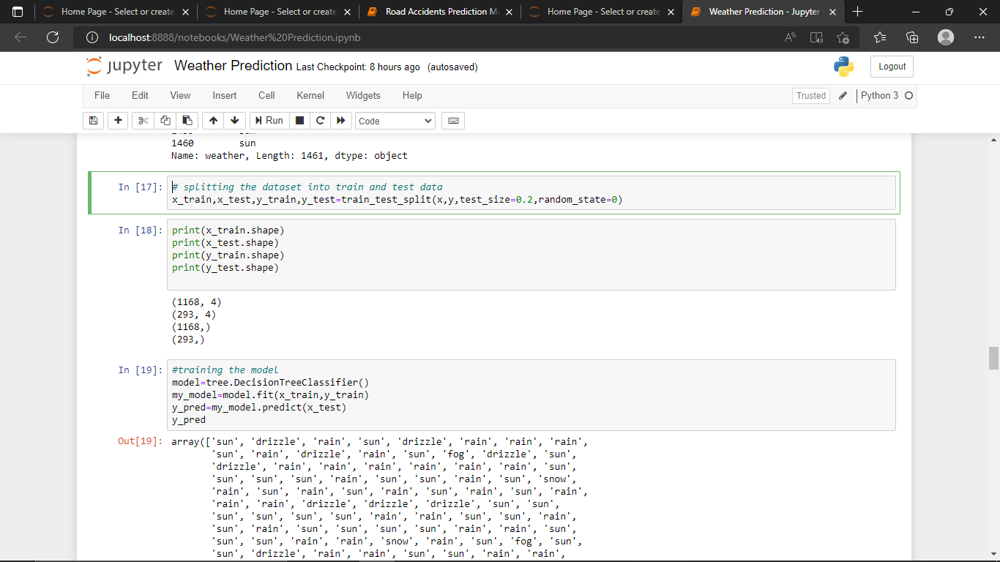 Home Page - Select or create
Home Page - Select or create
Road Accidents Prediction M
Home Page - Select or create
Weather Prediction - Jupyter
localhost:8888/notebooks/Weather%20Prediction.ipynb
jupyter Weather Prediction Last Checkpoint: 8 hours ago (autosaved)
Logout
File Edit View Insert Cell Kernel Widgets Help
Trusted Python 3
Run Code
1460 sun
Name: weather, Length: 1461, dtype: object
In [17]: # splitting the dataset into train and test data
x_train,x_test,y_train,y_test=train_test_split(x,y,test_size=0.2,random_state=0)
In [18]: print(x_train.shape)
print(x_test.shape)
print(y_train.shape)
print(y_test.shape)
(1168, 4)
(293, 4)
(1168,)
(293,)
In [19]: #training the model
model=tree.DecisionTreeClassifier()
my_model=model.fit(x_train,y_train)
y_pred=my_model.predict(x_test)
y_pred
Out[19]: array(['sun', 'drizzle', 'rain', 'sun', 'drizzle', 'rain', 'rain', 'rain',
'sun', 'rain', 'drizzle', 'rain', 'sun', 'fog', 'drizzle', 'sun',
'drizzle', 'rain', 'rain', 'rain', 'rain', 'rain', 'rain', 'sun',
'sun', 'sun', 'sun', 'rain', 'sun', 'sun', 'rain', 'sun', 'snow',
'rain', 'sun', 'rain', 'sun', 'rain', 'sun', 'rain', 'sun', 'rain',
'rain', 'rain', 'drizzle', 'drizzle', 'drizzle', 'sun', 'sun',
'sun', 'sun', 'sun', 'sun', 'rain', 'rain', 'sun', 'sun', 'rain',
'sun', 'rain', 'sun', 'sun', 'sun', 'sun', 'rain', 'rain', 'sun',
'sun', 'sun', 'rain', 'rain', 'snow', 'rain', 'sun', 'fog', 'sun',
'sun', 'drizzle', 'rain', 'rain', 'sun', 'sun', 'rain', 'rain',